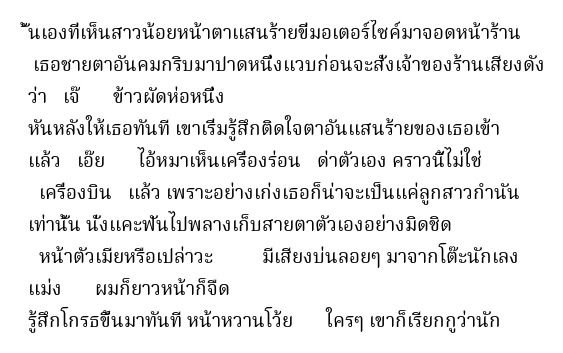 ั้นเองทีเห็นสาวน้อยหน้าตาแสนร้ายขี่มอเตอร์ไซค์มาจอดหน้าร้าน
เธอชายตาอันคมกริบมาปาดหนึ่งแวบก่อนจะสั่งเจ้าของร้านเสียงดัง
ว่า เจ๊ ข้าวผัดห่อหนึ่ง
หันหลังให้เธอทันที เขาเริ่มรู้สึกติดใจตาอันแสนร้ายของเธอเข้า
แล้ว เอ๊ย ไอ้หมาเห็นเครื่องร่อน ด่าตัวเอง คราวนี้ไม่ใช่
เครื่องบิน แล้ว เพราะอย่างเก่งเธอก็น่าจะเป็นแค่ลูกสาวกำนัน
เท่านั้น นั่งแคะฟันไปพลางเก็บสายตาตัวเองอย่างมิดชิด
หน้าตัวเมียหรือเปล่าวะ มีเสียงบ่นลอยๆ มาจากโต๊ะนักเลง
แม่ง ผมก็ยาวหน้าก็จืด
รู้สึกโกรธขึ้นมาทันที หน้าหวานโว้ย ใครๆ เขาก็เรียกกูว่านัก